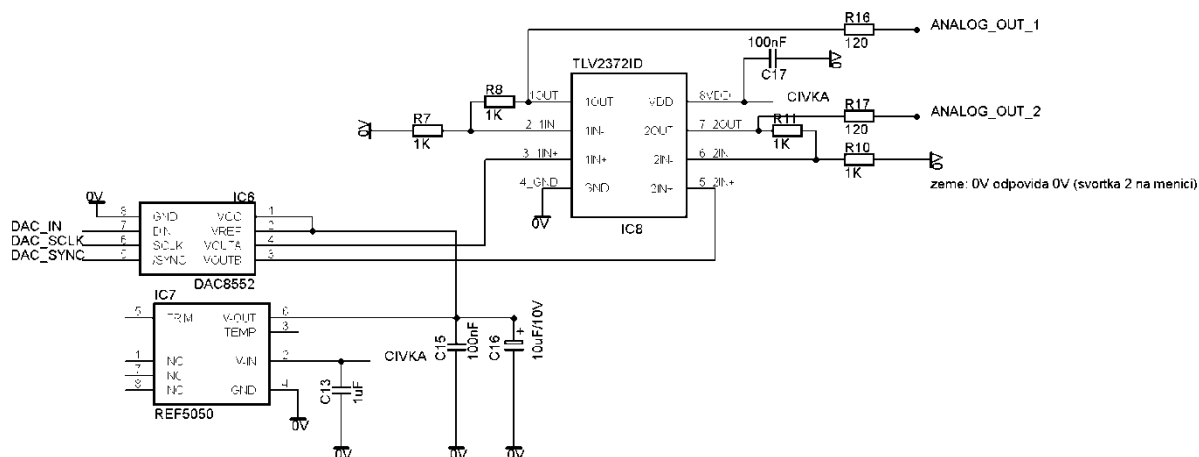 R16
ANALOG_OUT_1
120
100nF
C17
0V
TLV2372ID
R8
1K
1OUT
1OUT
VDD
8VDD
CIVKA
R17
ANALOG_OUT_2
120
R7
1K
0V
2 1IN
1IN-
2OUT
7 2OUT
R11
1K
3 1IN+
1IN+
2IN-
6 2IN
R10
1K
0V
4_GND
GND
2IN+
5 2IN+
0V
IC8
zeme: 0V odpovida 0V (svortka 2 na menici)
0V
IC6
8
GND
VCC
1
DAC_IN
7
DIN
VREF
2
DAC_SCLK
6
SCLK
VOUTA
4
DAC_SYNC
5
/SYNC
VOUTB
3
DAC8552
IC7
5
TRIM
V-OUT
6
TEMP
3
1
NC
V-IN
2
CIVKA
7
NC
8
NC
GND
4
REF5050
0V
C13
1uF
0V
C15
100nF
0V
C16
+
10uF/10V
0V